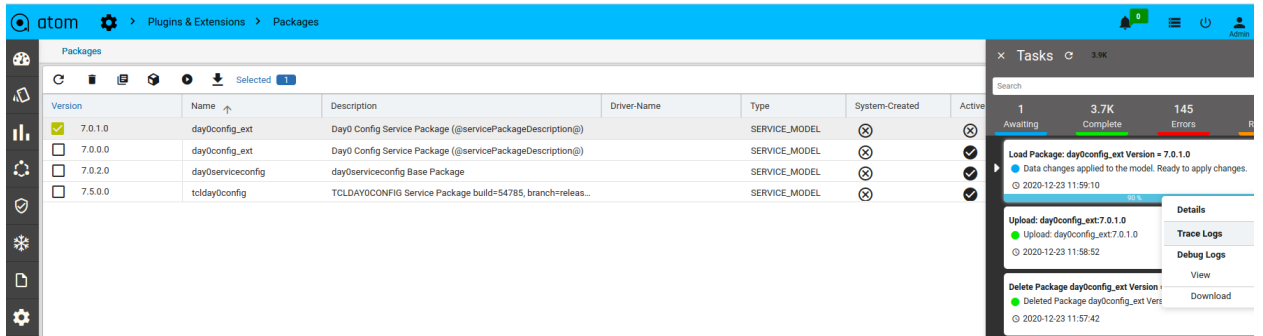 atom > Plugins & Extensions > Packages 0 Admin
Packages
Selected 1
Version Name Description Driver-Name Type System-Created Active
7.0.1.0 day0config_ext Day0 Config Service Package (@servicePackageDescription@) SERVICE_MODEL
7.0.0.0 day0config_ext Day0 Config Service Package (@servicePackageDescription@) SERVICE_MODEL
7.0.2.0 day0serviceconfig day0serviceconfig Base Package SERVICE_MODEL
7.5.0.0 tclday0config TCLDAY0CONFIG Service Package build=54785, branch=releas... SERVICE_MODEL
Tasks 3.9K
Search
1 3.7K 145
Awaiting Complete Errors R
Load Package: day0config_ext Version = 7.0.1.0
Data changes applied to the model. Ready to apply changes.
2020-12-23 11:59:10
90 %
Upload: day0config_ext:7.0.1.0
Upload: day0config_ext:7.0.1.0
2020-12-23 11:58:52
Delete Package day0config_ext Version
Deleted Package day0config_ext Vers
2020-12-23 11:57:42
Details
Trace Logs
Debug Logs
View
Download